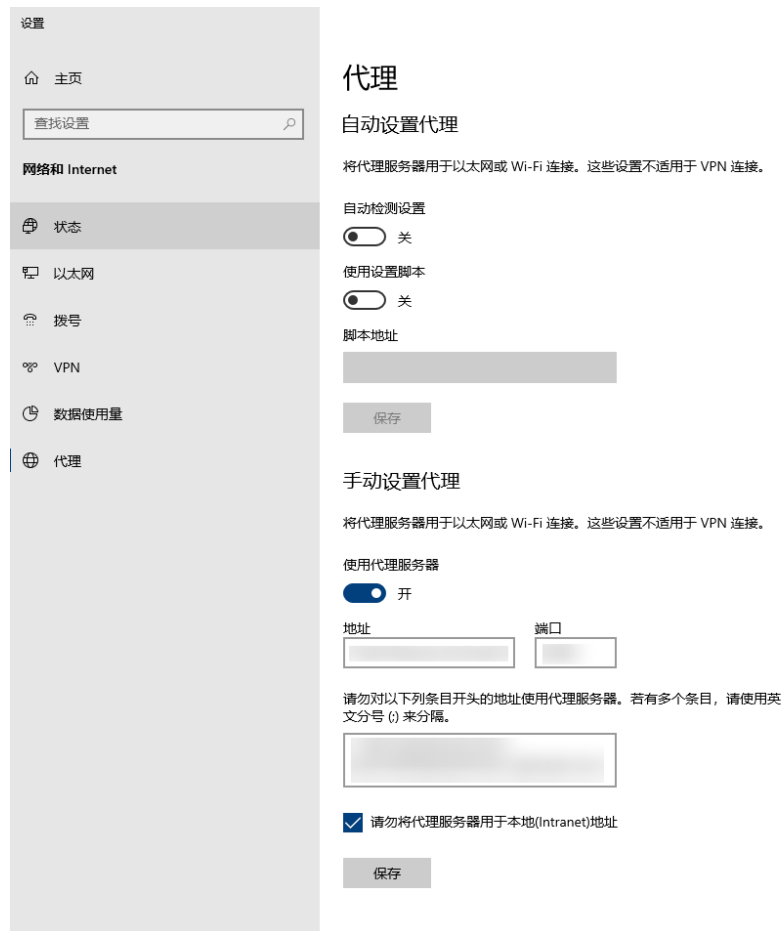 设置
主页
查找设置
网络和 Internet
状态
以太网
拨号
VPN
数据使用量
代理
代理
自动设置代理
将代理服务器用于以太网或 Wi-Fi 连接。这些设置不适用于 VPN 连接。
自动检测设置
关
使用设置脚本
关
脚本地址
保存
手动设置代理
将代理服务器用于以太网或 Wi-Fi 连接。这些设置不适用于 VPN 连接。
使用代理服务器
开
地址 端口
请勿对以下列条目开头的地址使用代理服务器。若有多个条目，请使用英
文分号 (;) 来分隔。
请勿将代理服务器用于本地(Intranet)地址
保存